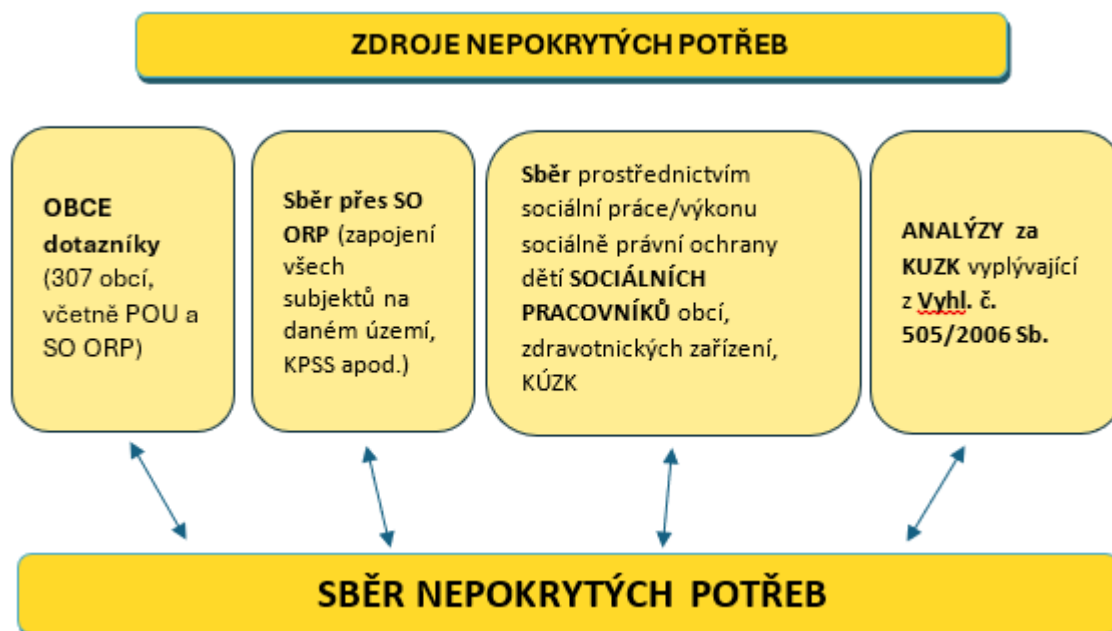 ZDROJE NEPOKRYTÝCH POTŘEB
OBCE
dotazníky
(307 obcí,
včetně POU a
SO ORP)
Sběr přes SO
ORP (zapojení
všech
subjektů na
daném území,
KPSS apod.)
Sběr prostřednictvím
sociální práce/výkonu
sociálně právní ochrany
dětí SOCIÁLNÍCH
PRACOVNÍKŮ obcí,
zdravotnických zařízení,
KÚZK
ANALÝZY za
KUZK vyplývající
z Vyhl. č.
505/2006 Sb.
SBĚR NEPOKRYTÝCH POTŘEB